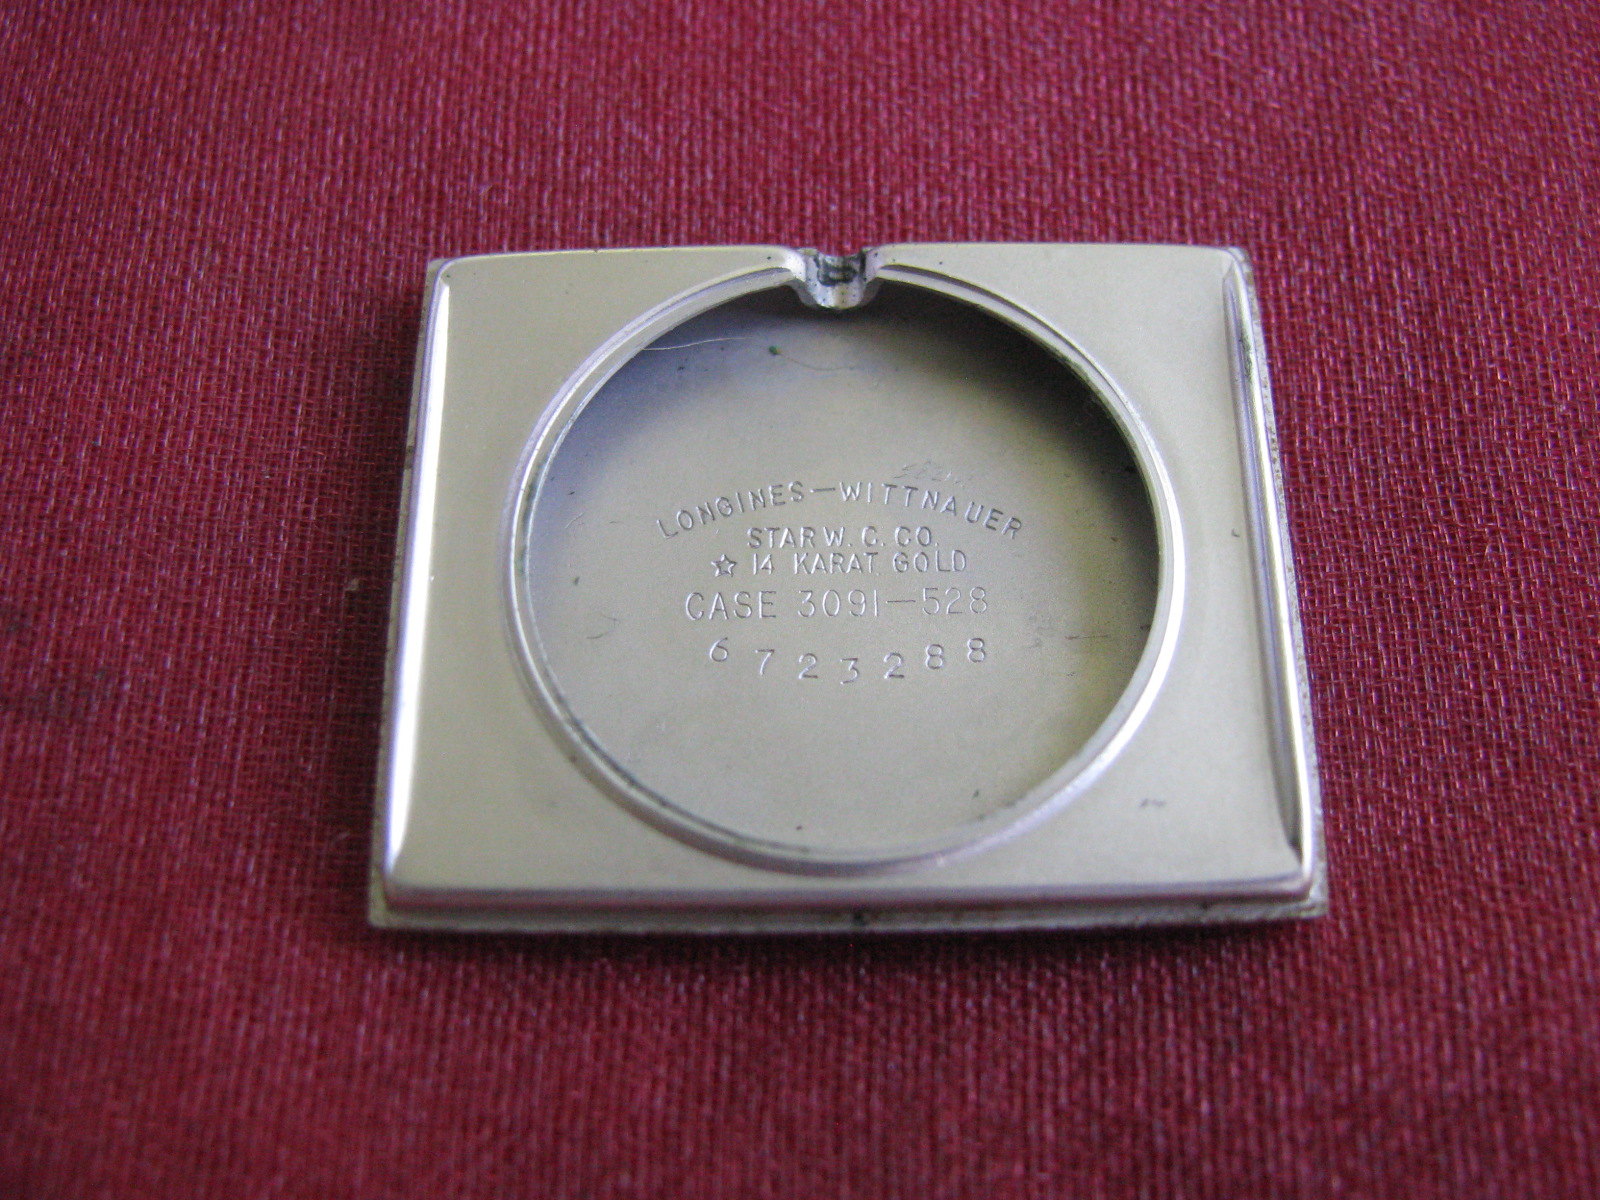 LONGINES—WITTNAUER
STAR W. C. CO.
☆ 14 KARAT GOLD
CASE 3091—528
6723288